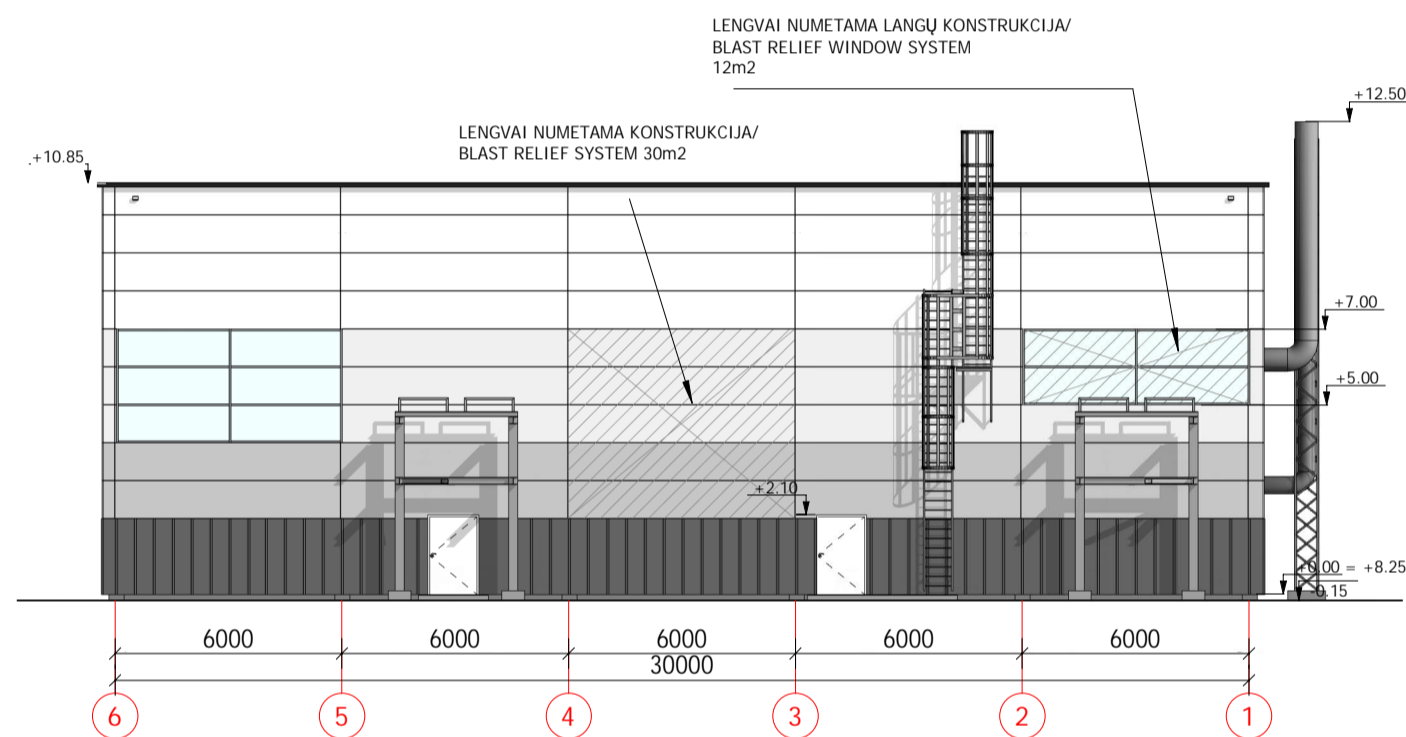 LENGVAI NUMETAMA LANGŲ KONSTRUKCIJA/
BLAST RELIEF WINDOW SYSTEM
12m2
+12.50
LENGVAI NUMETAMA KONSTRUKCIJA/
BLAST RELIEF SYSTEM 30m2
.+10.85
+7.00
+5.00
+2.10
+0.00 = +8.25
-0.15
6000 6000 6000 6000 6000
30000
6 5 4 3 2 1